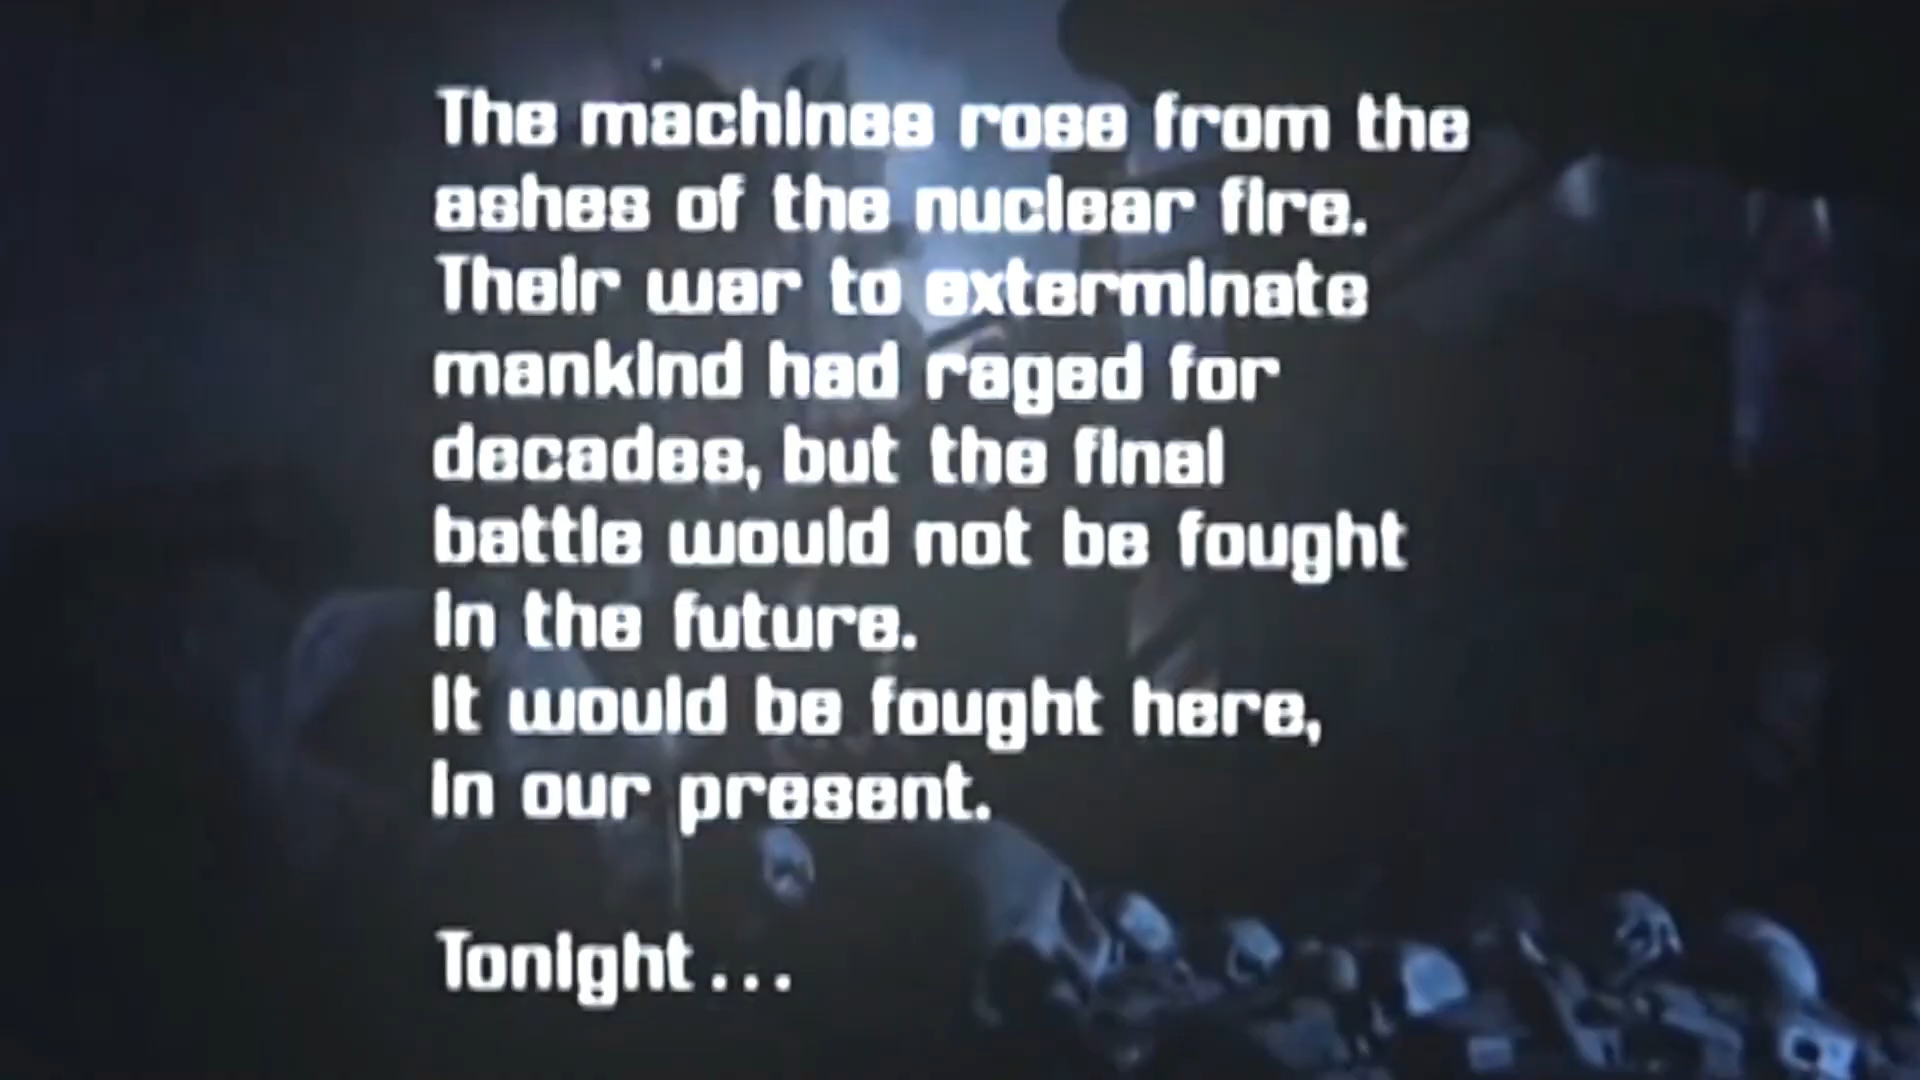 The machines rose from the
ashes of the nuclear fire.
Their war to exterminate
mankind had raged for
decades, but the final
battle would not be fought
in the future.
It would be fought here,
in our present.
Tonight...